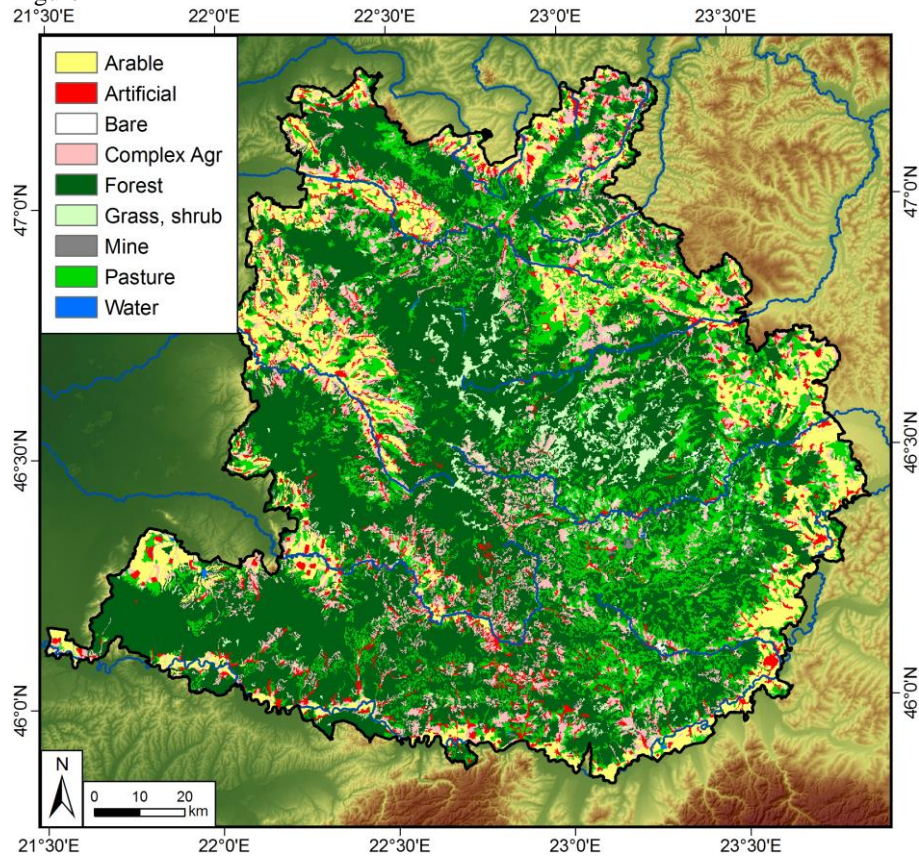 21°30'E 22°0'E 22°30'E 23°0'E 23°30'E
Arable
Artificial
Bare
Complex Agr
Forest
Grass, shrub
Mine
Pasture
Water
47°0'N 47°0'N
46°30'N 46°30'N
46°0'N 46°0'N
N
0 10 20
km
21°30'E 22°0'E 22°30'E 23°0'E 23°30'E